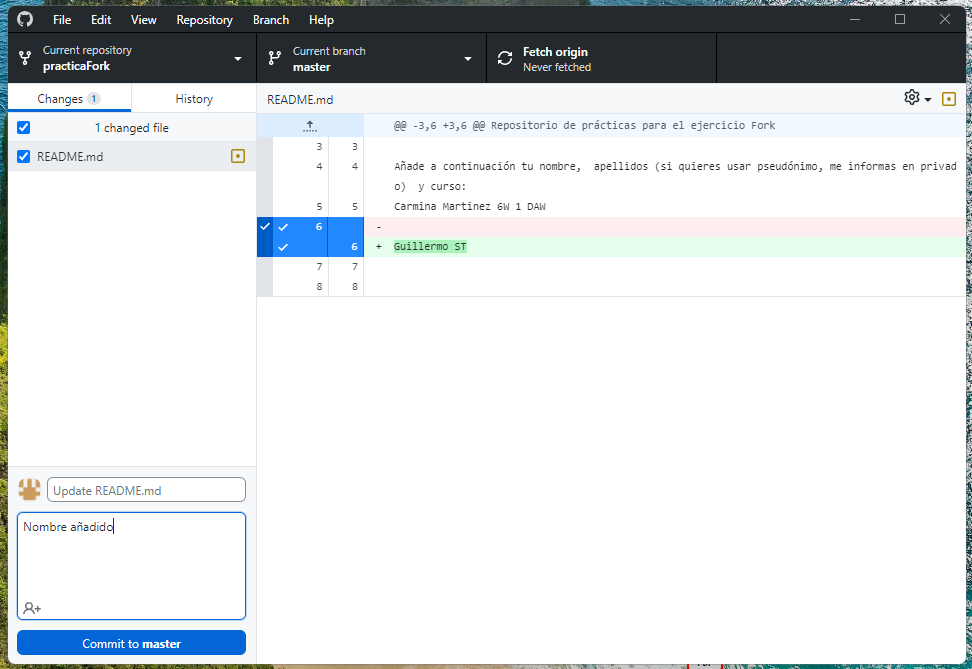 File Edit View Repository Branch Help
Current repository
practicaFork
Current branch
master
Fetch origin
Never fetched
Changes 1 History
README.md
1 changed file
README.md
@@ -3,6 +3,6 @@ Repositorio de prácticas para el ejercicio Fork
3 3
4 4 Añade a continuación tu nombre,  apellidos (si quieres usar pseudónimo, me informas en privad
o)  y curso:
5 5 Carmina Martinez 6W 1 DAW
6 -
6 + Guillermo ST
7 7
8 8
Update README.md
Nombre añadido
Commit to master